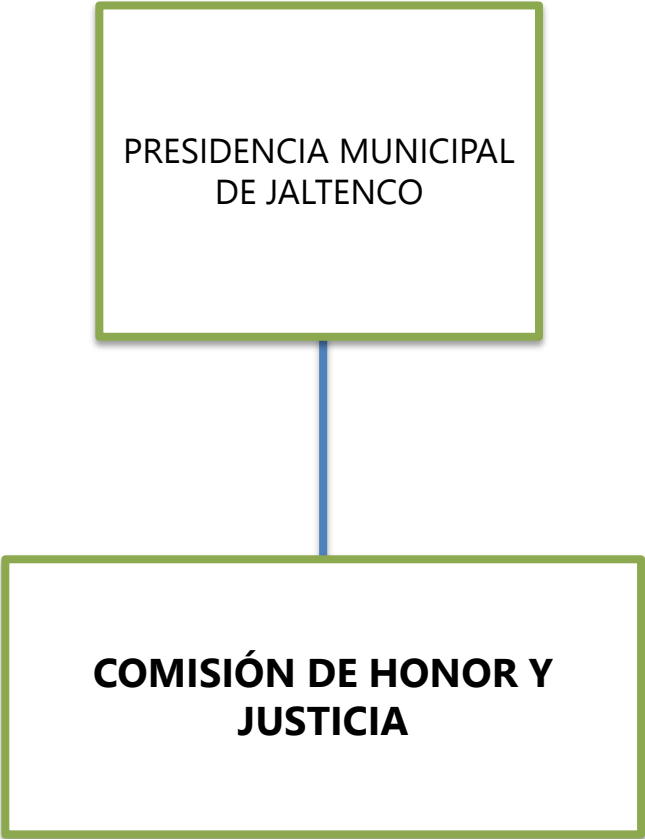 PRESIDENCIA MUNICIPAL
DE JALTENCO
COMISIÓN DE HONOR Y
JUSTICIA